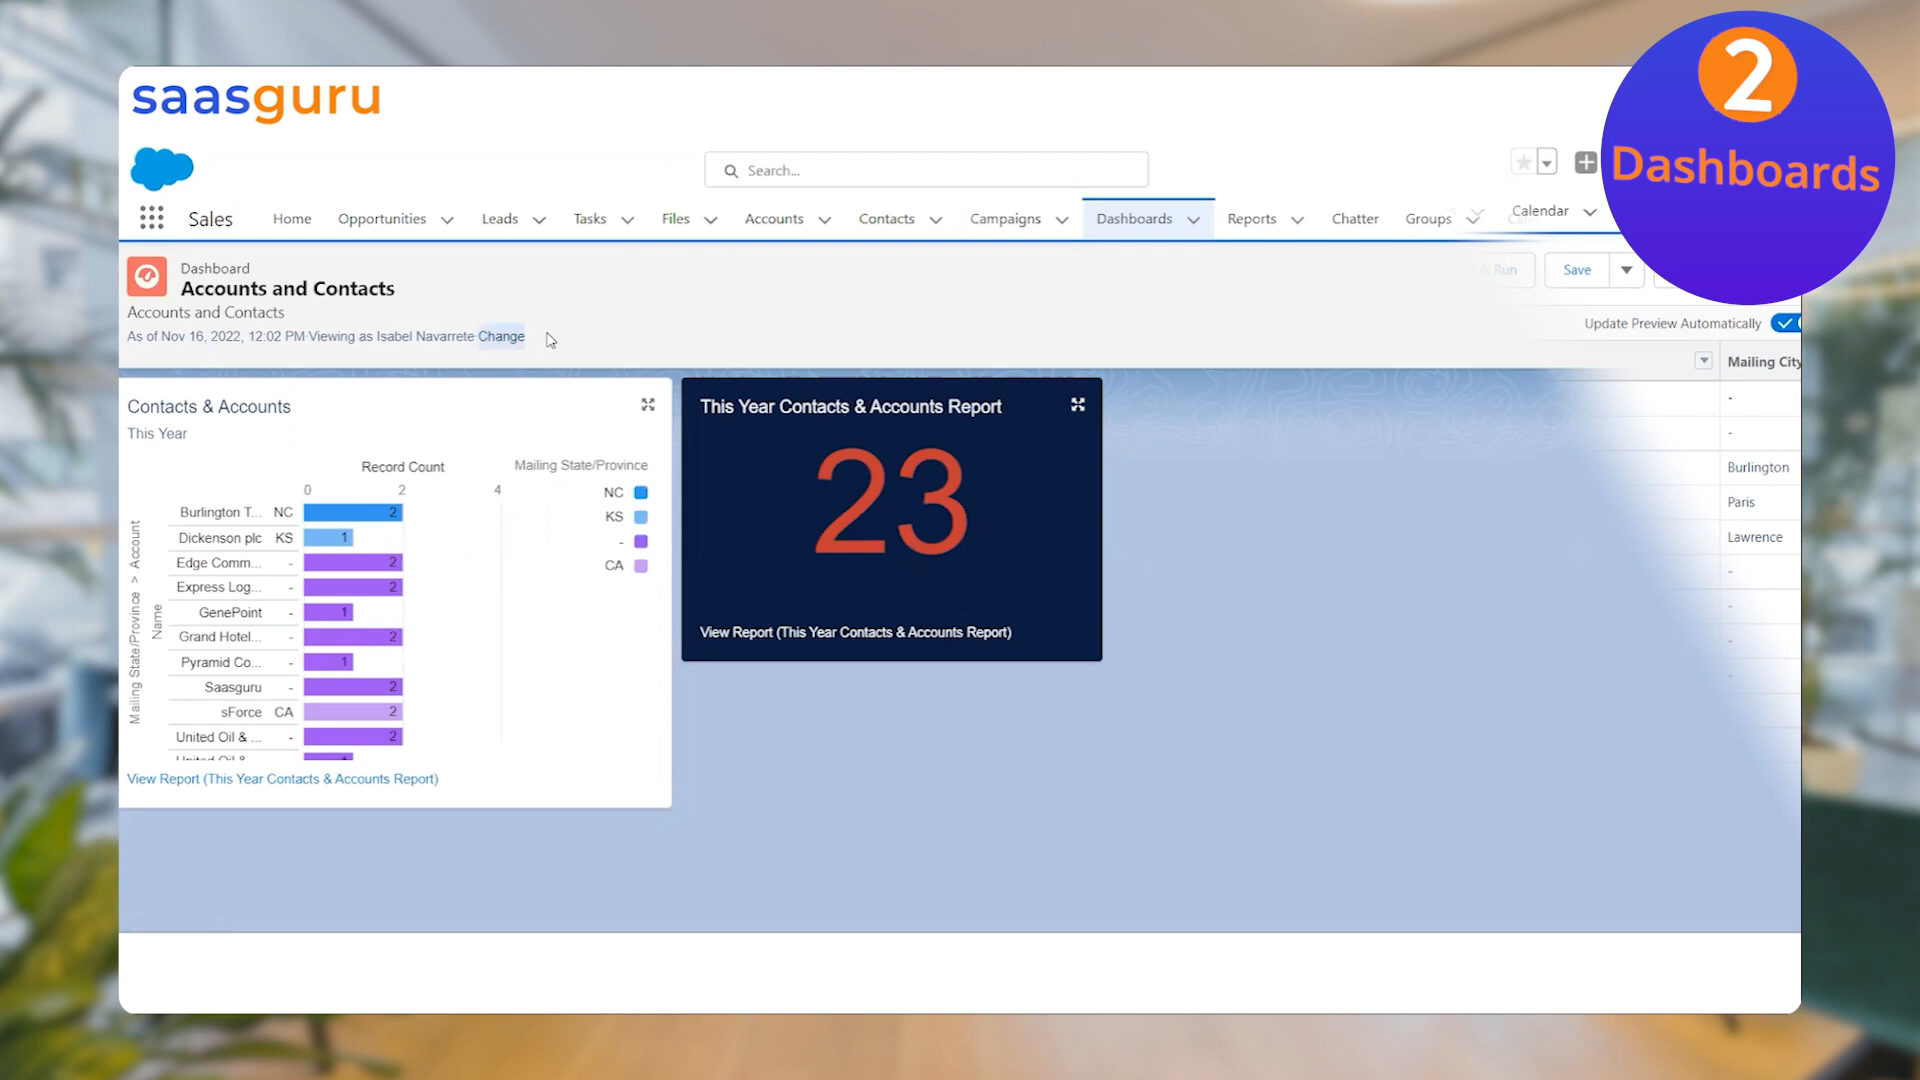 saasguru
2
Dashboards
Search...
Sales
Home
Opportunities
Leads
Tasks
Files
Accounts
Contacts
Campaigns
Dashboards
Reports
Chatter
Groups
Calendar
Dashboard
Accounts and Contacts
Accounts and Contacts
As of Nov 16, 2022, 12:02 PM·Viewing as Isabel Navarrete·Change
Run
Save
Update Preview Automatically
Mailing City
-
-
Burlington
Paris
Lawrence
-
-
-
-
Contacts & Accounts
This Year
Record Count
0 2 4
Mailing State/Province
NC
KS
-
CA
Mailing State/Province > Account
Name
Burlington T... NC 2
Dickenson plc KS 1
Edge Comm... - 2
Express Log... - 2
GenePoint - 1
Grand Hotel... - 2
Pyramid Co... - 1
Saasguru - 2
sForce CA 2
United Oil & ... - 2
View Report (This Year Contacts & Accounts Report)
This Year Contacts & Accounts Report
23
View Report (This Year Contacts & Accounts Report)